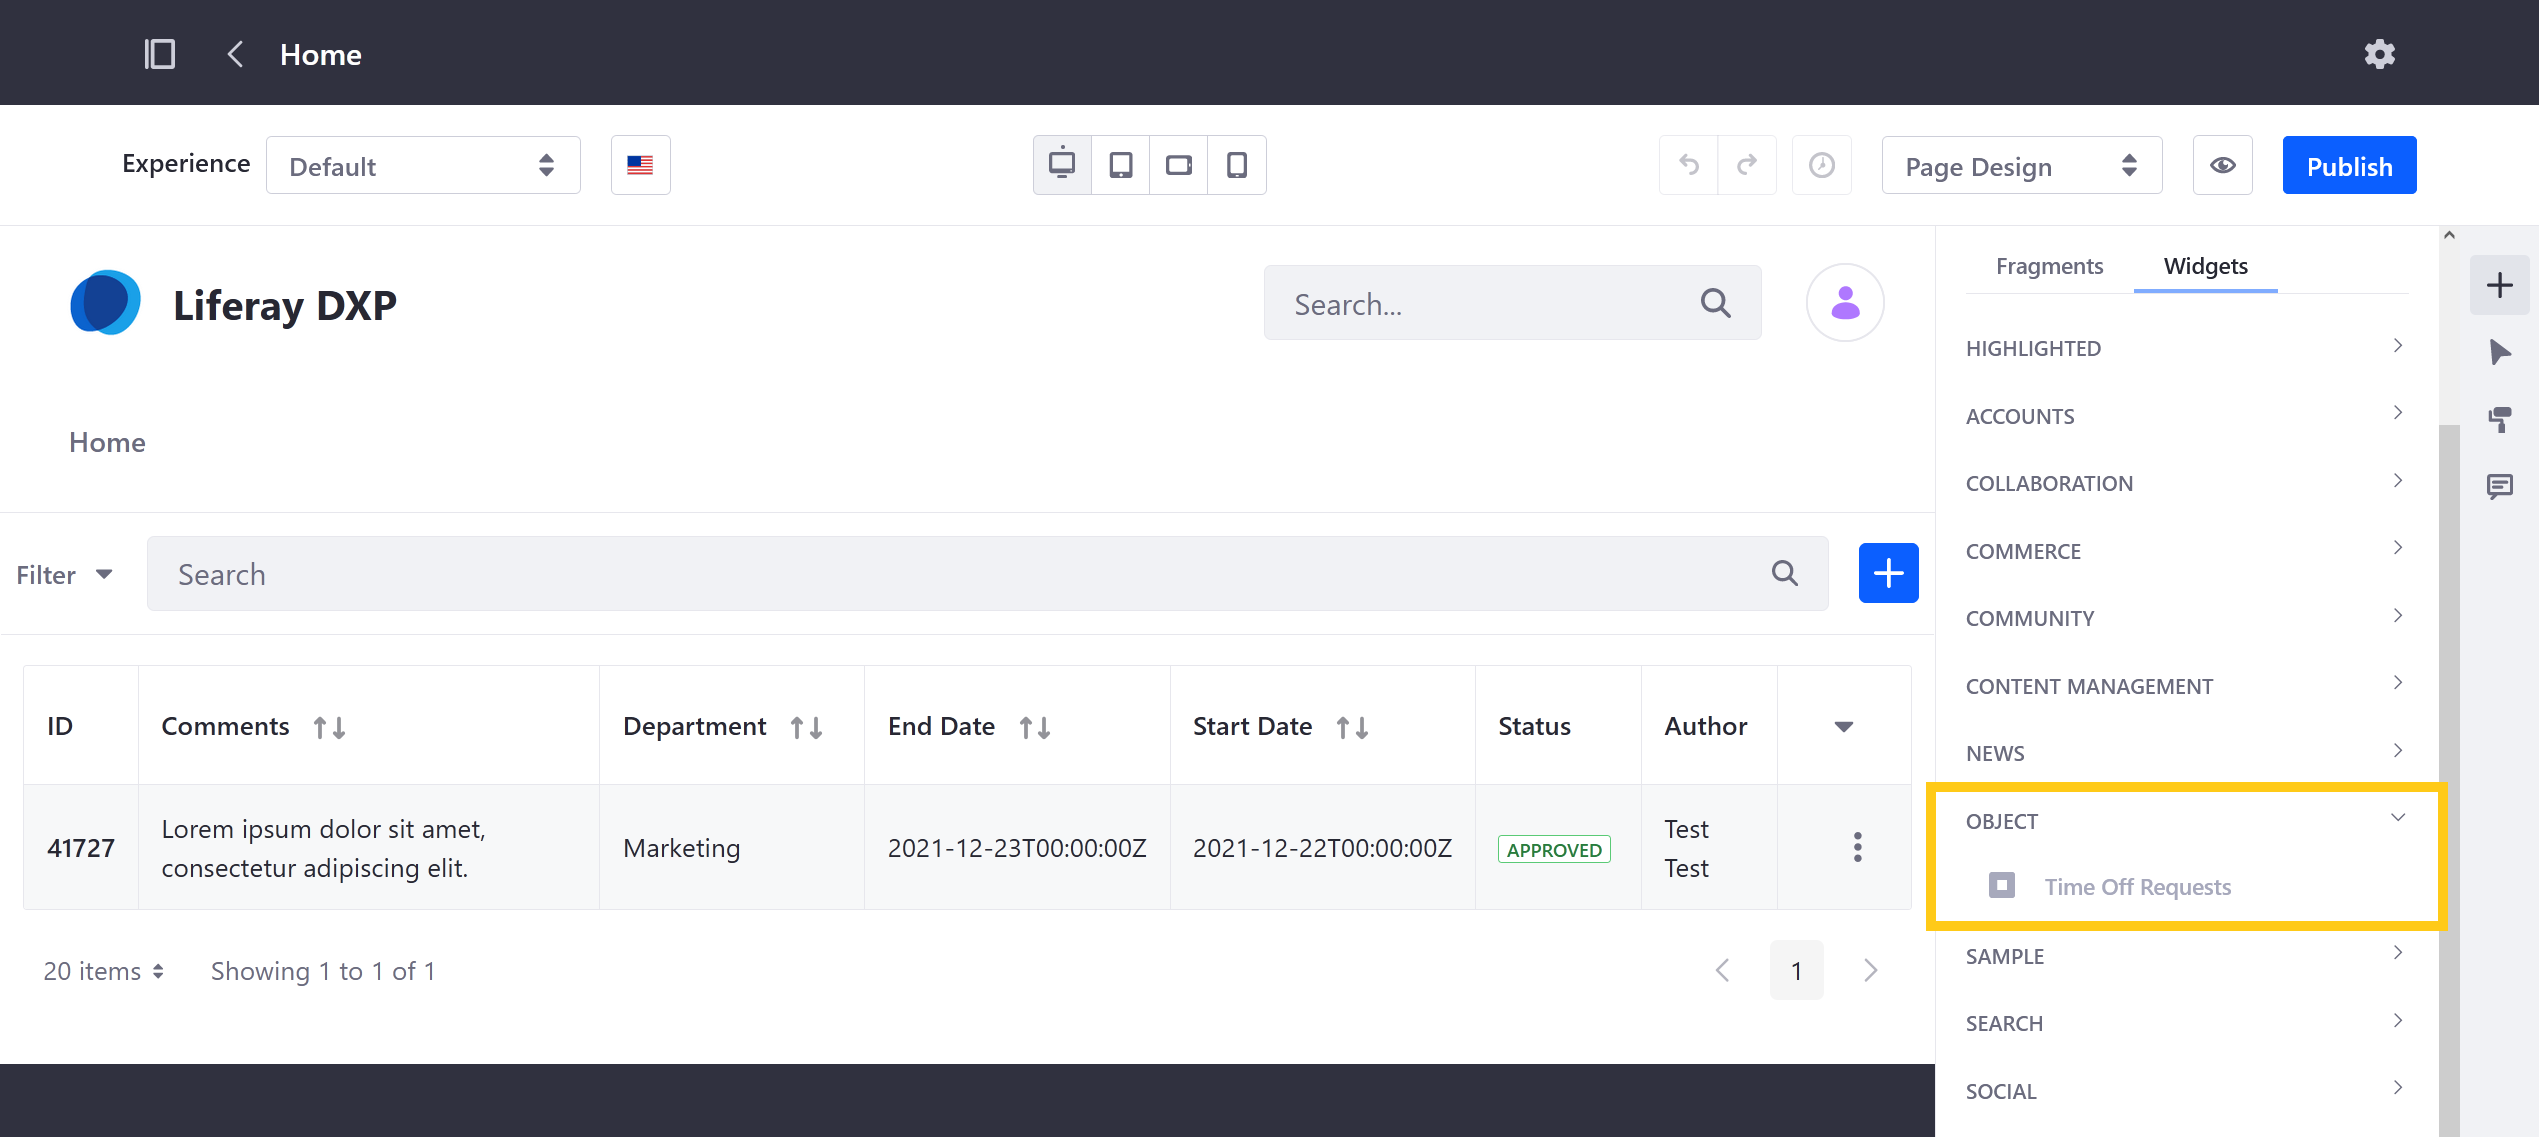 Home
Experience
Default
Page Design
Publish
Liferay DXP
Search...
Home
Filter
Search
ID
Comments
Department
End Date
Start Date
Status
Author
41727
Lorem ipsum dolor sit amet,
consectetur adipiscing elit.
Marketing
2021-12-23T00:00:00Z
2021-12-22T00:00:00Z
APPROVED
Test
Test
20 items
Showing 1 to 1 of 1
1
Fragments
Widgets
HIGHLIGHTED
ACCOUNTS
COLLABORATION
COMMERCE
COMMUNITY
CONTENT MANAGEMENT
NEWS
OBJECT
Time Off Requests
SAMPLE
SEARCH
SOCIAL